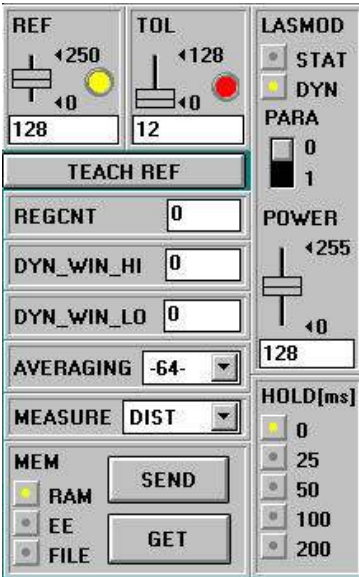 REF
250
0
128
TOL
128
0
12
TEACH REF
REGCNT 0
DYN_WIN_HI 0
DYN_WIN_LO 0
AVERAGING -64-
MEASURE DIST
MEM
RAM
EE
FILE
SEND
GET
LASMOD
STAT
DYN
PARA
0
1
POWER
255
0
128
HOLD[ms]
0
25
50
100
200